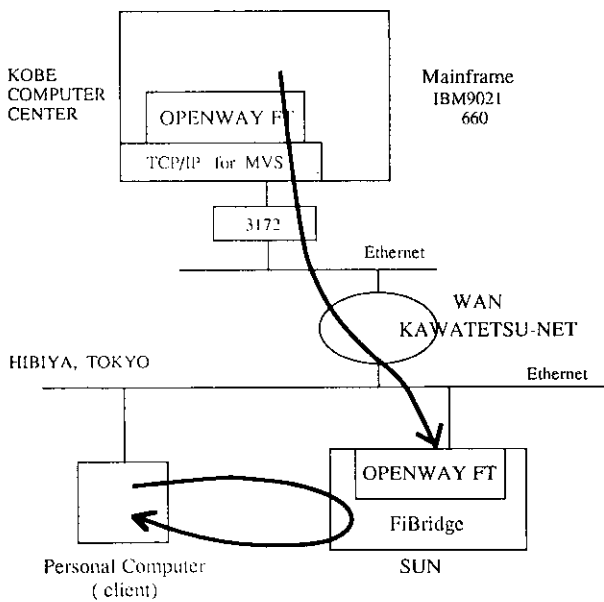 KOBE
COMPUTER
CENTER
Mainframe
IBM9021
660
OPENWAY FT
TCP/IP for MVS
3172
Ethernet
WAN
KAWATETSU-NET
HIBIYA, TOKYO
Ethernet
OPENWAY FT
FiBridge
Personal Computer
( client)
SUN